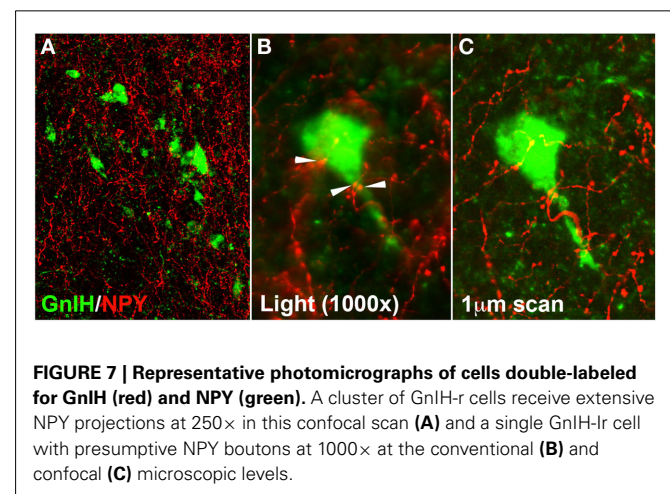 A
B
C
GnIH/NPY
Light (1000x)
1μm scan
FIGURE 7 | Representative photomicrographs of cells double-labeled
for GnIH (red) and NPY (green). A cluster of GnIH-r cells receive extensive
NPY projections at 250× in this confocal scan (A) and a single GnIH-Ir cell
with presumptive NPY boutons at 1000× at the conventional (B) and
confocal (C) microscopic levels.